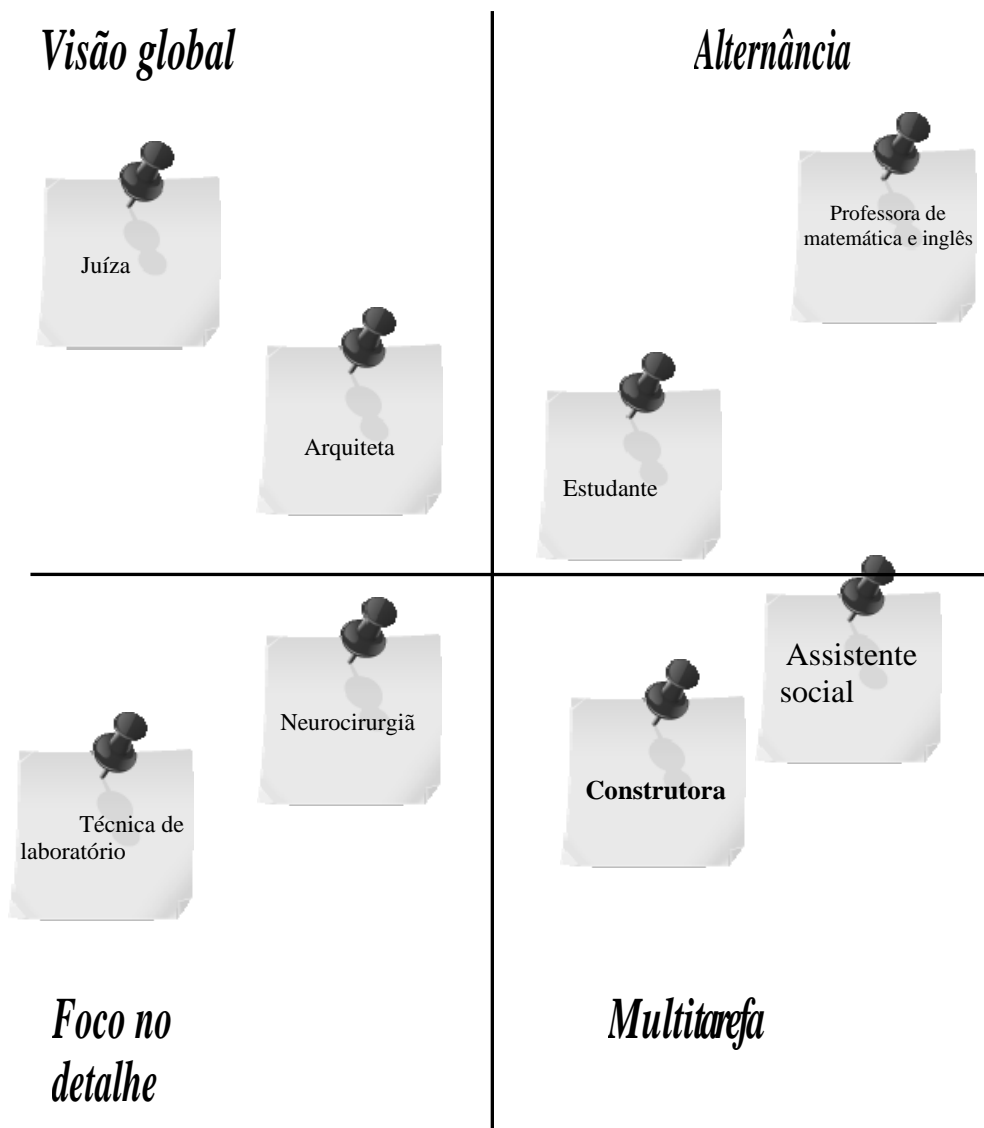 Visão global
Alternância
Professora de
matemática e inglês
Juíza
Arquiteta
Estudante
Assistente
social
Neurocirurgiã
Construtora
Técnica de
laboratório
Foco no
detalhe
Multitarefa